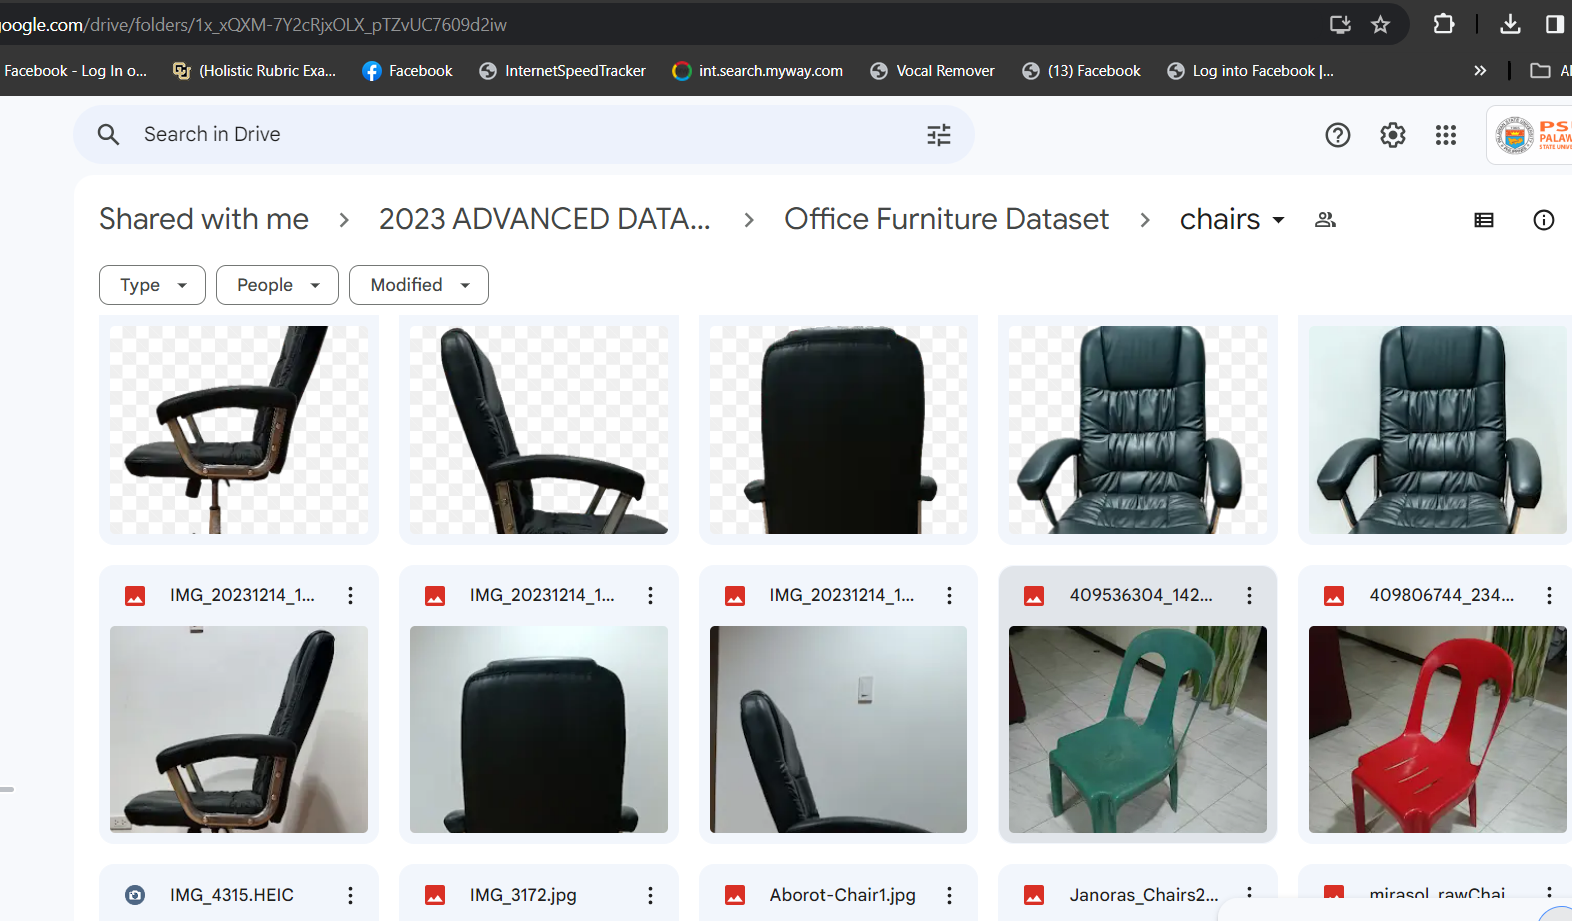 oogle.com/drive/folders/1x_xQXM-7Y2cRjxOLX_pTZvUC7609d2iw
Facebook - Log In o... (Holistic Rubric Exa... Facebook InternetSpeedTracker int.search.myway.com Vocal Remover (13) Facebook Log into Facebook |... » Al
Search in Drive
PS
PALAW
STATE UNIV
Shared with me > 2023 ADVANCED DATA... > Office Furniture Dataset > chairs
Type People Modified
IMG_20231214_1... IMG_20231214_1... IMG_20231214_1... 409536304_142... 409806744_234...
IMG_4315.HEIC IMG_3172.jpg Aborot-Chair1.jpg Janoras_Chairs2... mirasol_rawChai